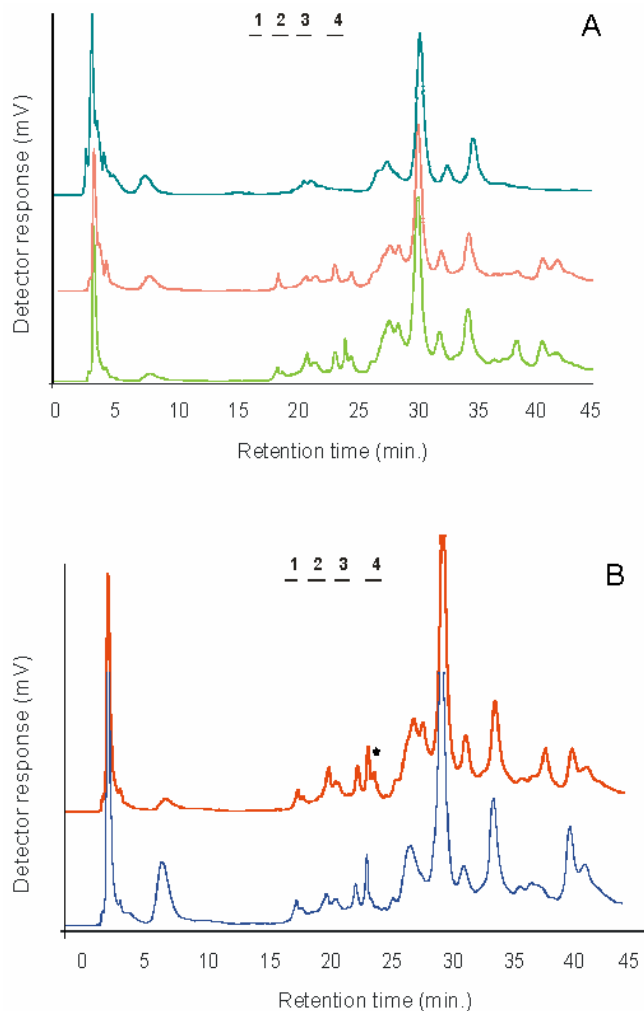 1 2 3 4
A
Detector response (mV)
0 5 10 15 20 25 30 35 40 45
Retention time (min.)
1 2 3 4
B
Detector response (mV)
*
0 5 10 15 20 25 30 35 40 45
Retention time (min.)